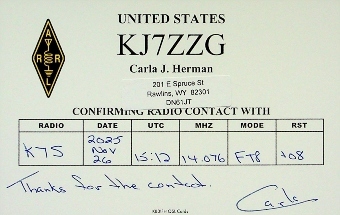 UNITED STATES
KJ7ZZG
Carla J. Herman
201 E Spruce St
Rawlins, WY 82301
DN61JT
CONFIRMING RADIO CONTACT WITH
RADIO DATE UTC MHZ MODE RST
K7S 2025 Nov 26 15:12 14.076 FT8 +08
Thanks for the contact.
Carla
ARRL